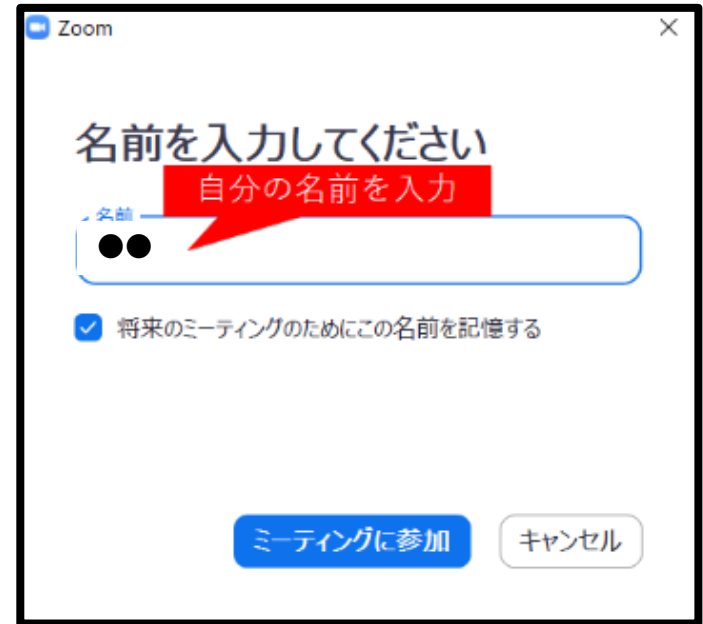 Zoom
名前を入力してください
自分の名前を入力
名前
●●
将来のミーティングのためにこの名前を記憶する
ミーティングに参加
キャンセル